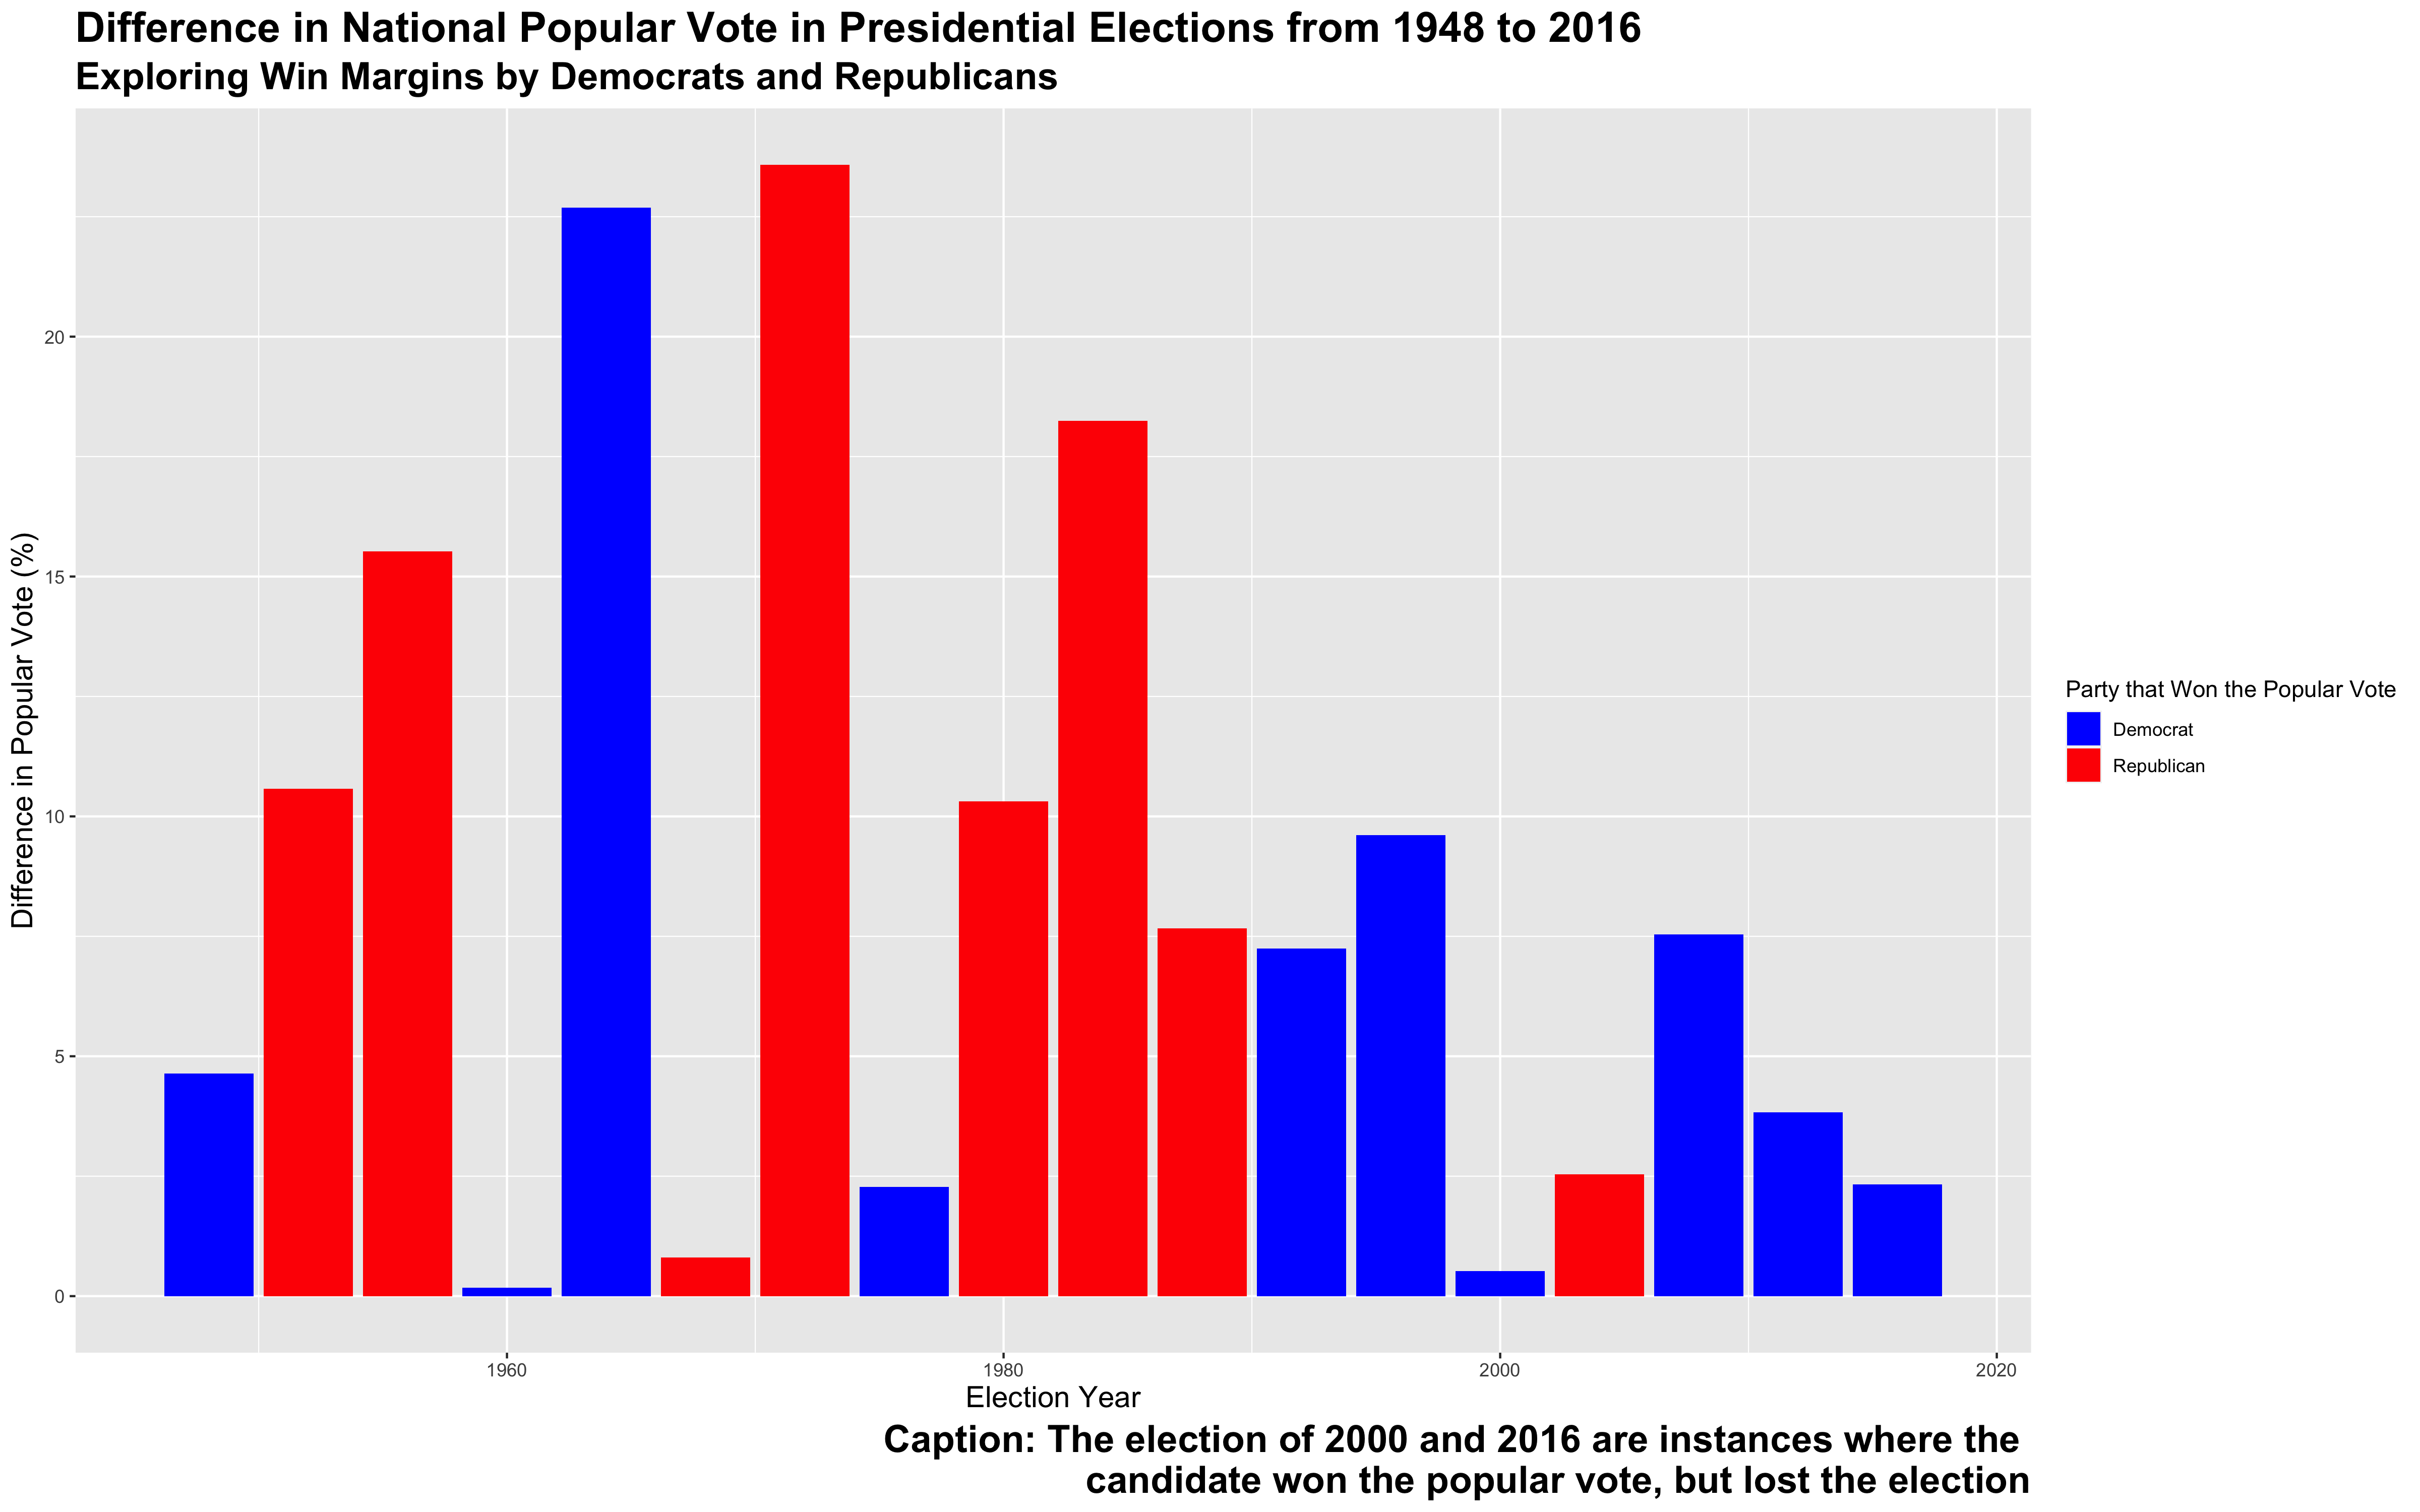 Difference in National Popular Vote in Presidential Elections from 1948 to 2016
Exploring Win Margins by Democrats and Republicans
Difference in Popular Vote (%)
20
15
10
5
0
1960
1980
2000
2020
Election Year
Party that Won the Popular Vote
Democrat
Republican
Caption: The election of 2000 and 2016 are instances where the
candidate won the popular vote, but lost the election